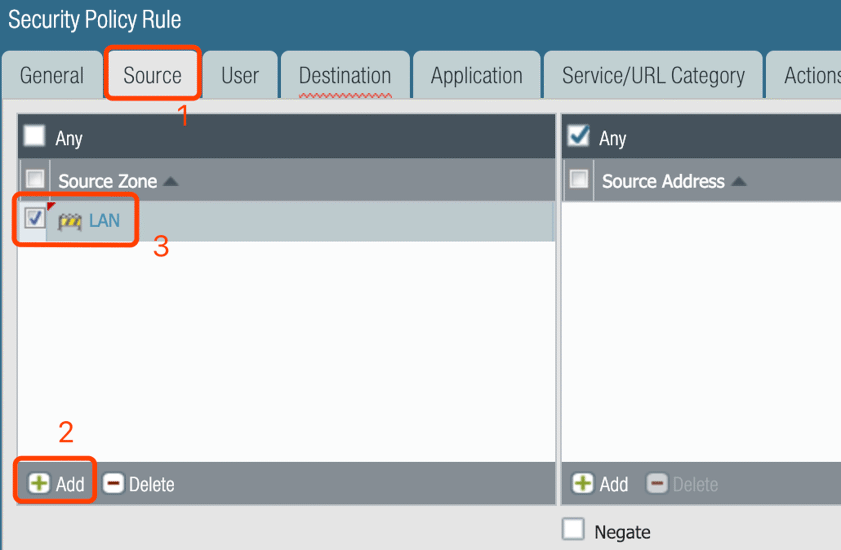 Security Policy Rule
General Source User Destination Application Service/URL Category Actions
1
Any Any
Source Zone Source Address
LAN
3
2
Add Delete Add Delete
Negate